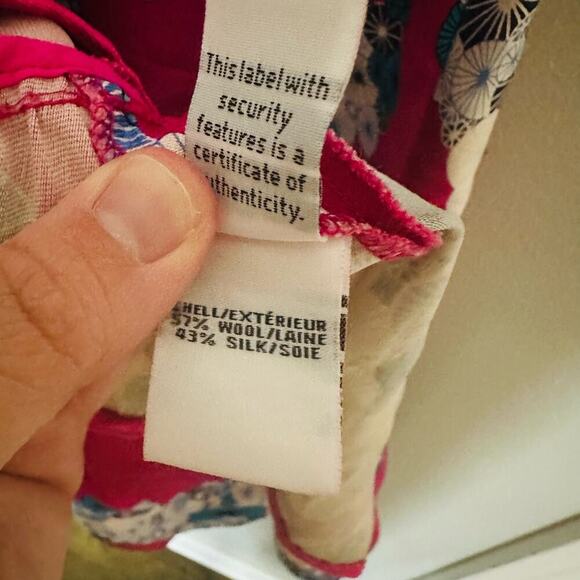 This label with
security
features is a
certificate of
authenticity.
SHELL/EXTÉRIEUR
57% WOOL/LAINE
43% SILK/SOIE